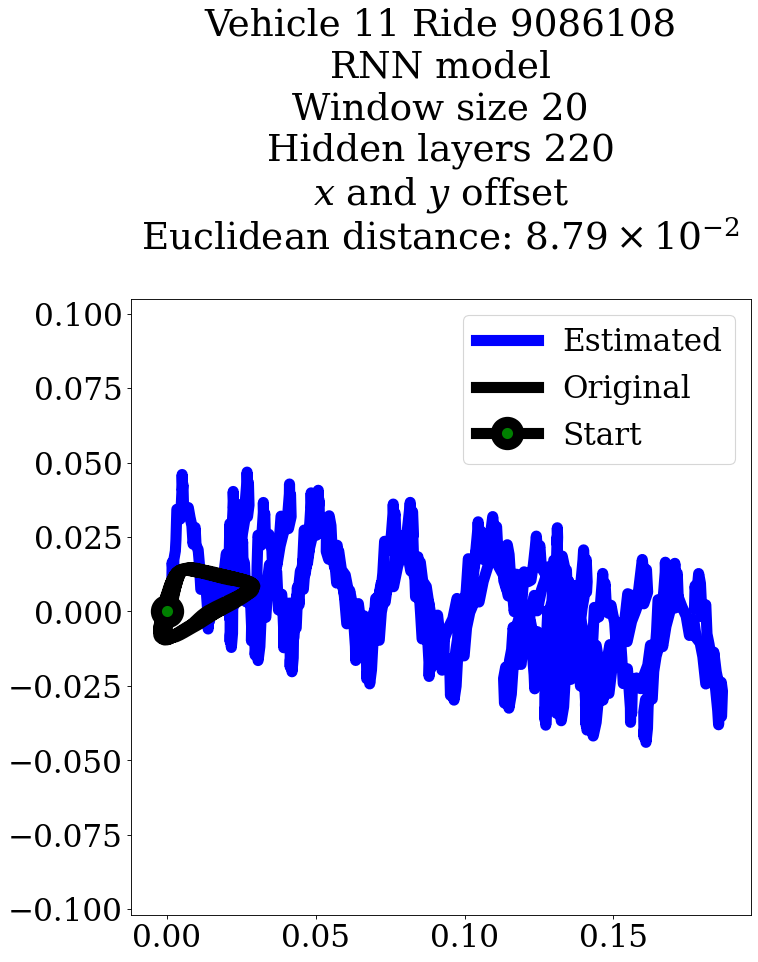 Vehicle 11 Ride 9086108
RNN model
Window size 20
Hidden layers 220
x and y offset
Euclidean distance: 8.79 × 10⁻²
Estimated
Original
Start
0.100
0.075
0.050
0.025
0.000
−0.025
−0.050
−0.075
−0.100
0.00 0.05 0.10 0.15